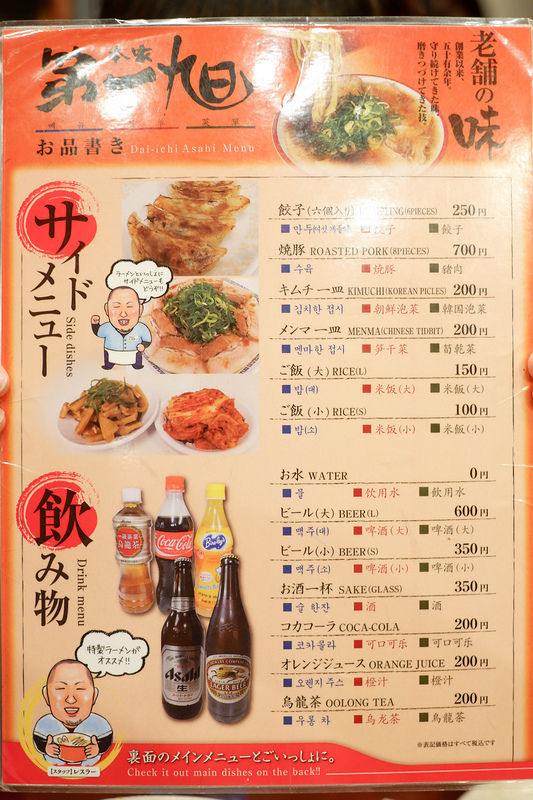 本家
第一旭
お品書き Dai-ichi Asahi Menu
老舗の味
創業以来、
五十有余年。
守り続けてきた味。
磨きつづけてきた技。
サイドメニュー
Side dishes
ラーメンといっしょに
サイドメニューも
どうぞ!!
餃子(六個入り) (6PIECES) 250円
餃子 餃子
焼豚 ROASTED PORK(8PIECES) 700円
수육 焼豚 豬肉
キムチ一皿 KIMUCHI(KOREAN PICLES) 200円
김치한 접시 朝鲜泡菜 韓国泡菜
メンマ一皿 MENMA(CHINESE TIDBIT) 200円
멘마한 접시 笋干菜 筍乾菜
ご飯(大) RICE(L) 150円
밥(대) 米饭(大) 米飯(大)
ご飯(小) RICE(S) 100円
밥(소) 米饭(小) 米飯(小)
飲み物
Drink menu
お水 WATER 0円
물 饮用水 飲用水
ビール(大) BEER(L) 600円
맥주(대) 啤酒(大) 啤酒(大)
ビール(小) BEER(S) 350円
맥주(소) 啤酒(小) 啤酒(小)
お酒一杯 SAKE(GLASS) 350円
술 한잔 酒 酒
コカコーラ COCA-COLA 200円
코카콜라 可口可乐 可口可樂
オレンジジュース ORANGE JUICE 200円
오렌지 주스 橙汁 橙汁
烏龍茶 OOLONG TEA 200円
우롱 차 乌龙茶 烏龍茶
※表記価格はすべて税込です
烏龍茶
Coca-Cola
Asahi
生
KIRIN
LAGER BEER
特製ラーメンが
オススメ!!
【スタッフ】レスラー
裏面のメインメニューとごいっしょに。
Check it out main dishes on the back!!